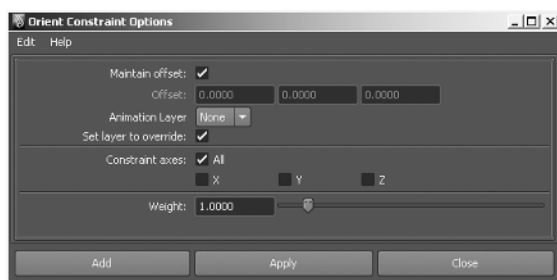 Orient Constraint Options
Edit Help
Maintain offset:
Offset: 0.0000 0.0000 0.0000
Animation Layer None
Set layer to override:
Constraint axes: All
X Y Z
Weight: 1.0000
Add Apply Close